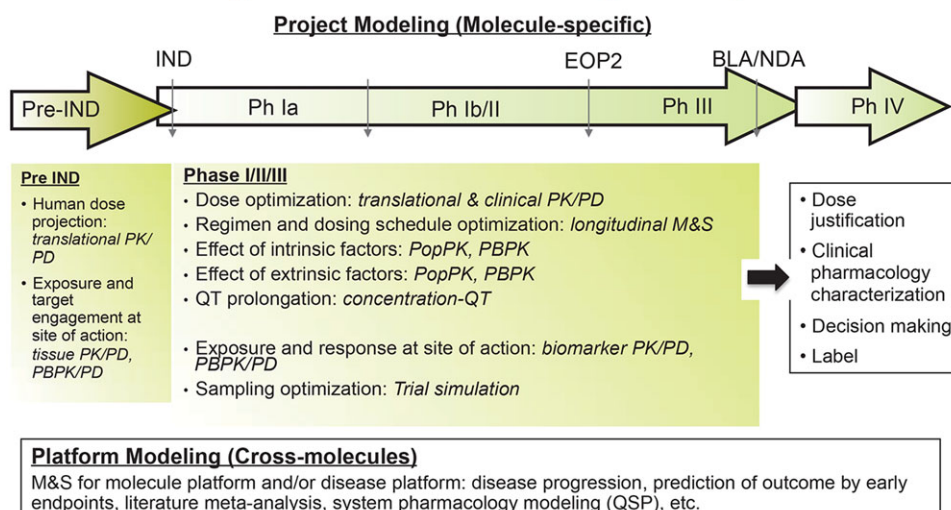 Project Modeling (Molecule-specific)
IND
EOP2
BLA/NDA
Pre-IND
Ph Ia
Ph Ib/II
Ph III
Ph IV
Pre IND
• Human dose
projection:
translational PK/
PD
• Exposure and
target
engagement at
site of action:
tissue PK/PD,
PBPK/PD
Phase I/II/III
• Dose optimization: translational & clinical PK/PD
• Regimen and dosing schedule optimization: longitudinal M&S
• Effect of intrinsic factors: PopPK, PBPK
• Effect of extrinsic factors: PopPK, PBPK
• QT prolongation: concentration-QT
• Exposure and response at site of action: biomarker PK/PD,
PBPK/PD
• Sampling optimization: Trial simulation
• Dose
justification
• Clinical
pharmacology
characterization
• Decision making
• Label
Platform Modeling (Cross-molecules)
M&S for molecule platform and/or disease platform: disease progression, prediction of outcome by early
endpoints, literature meta-analysis, system pharmacology modeling (QSP), etc.